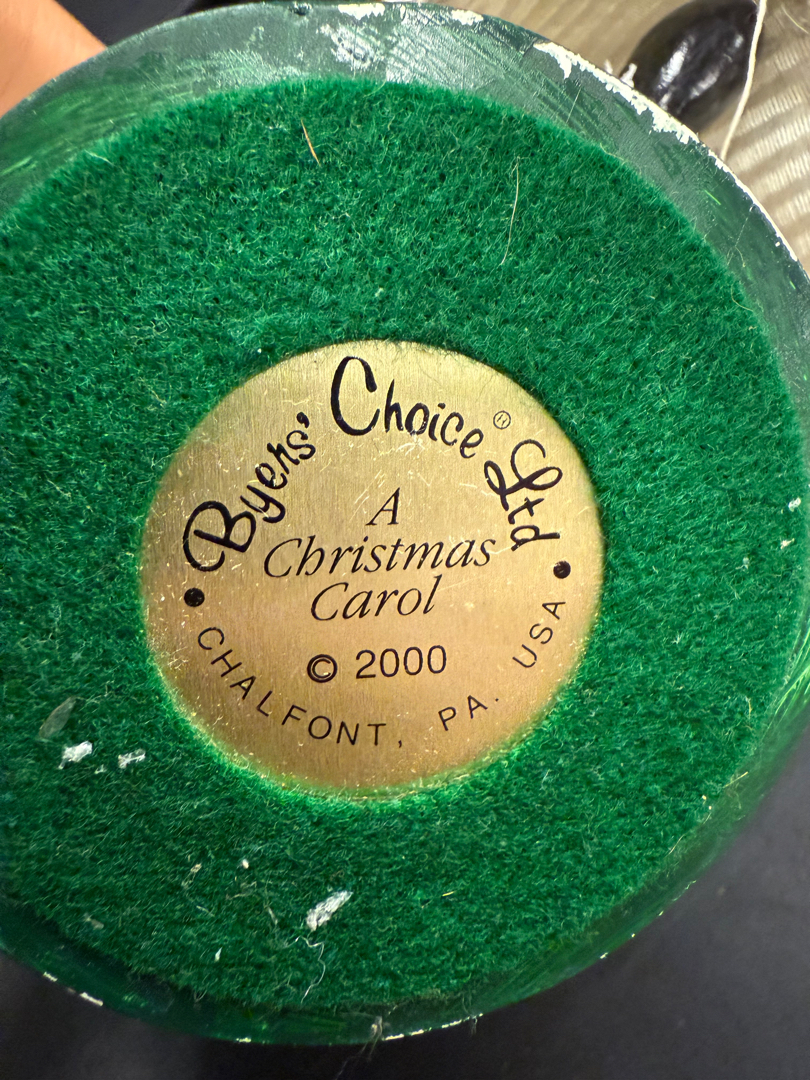 Byers' Choice® Ltd
A
Christmas
Carol
© 2000
• CHALFONT, PA. USA •